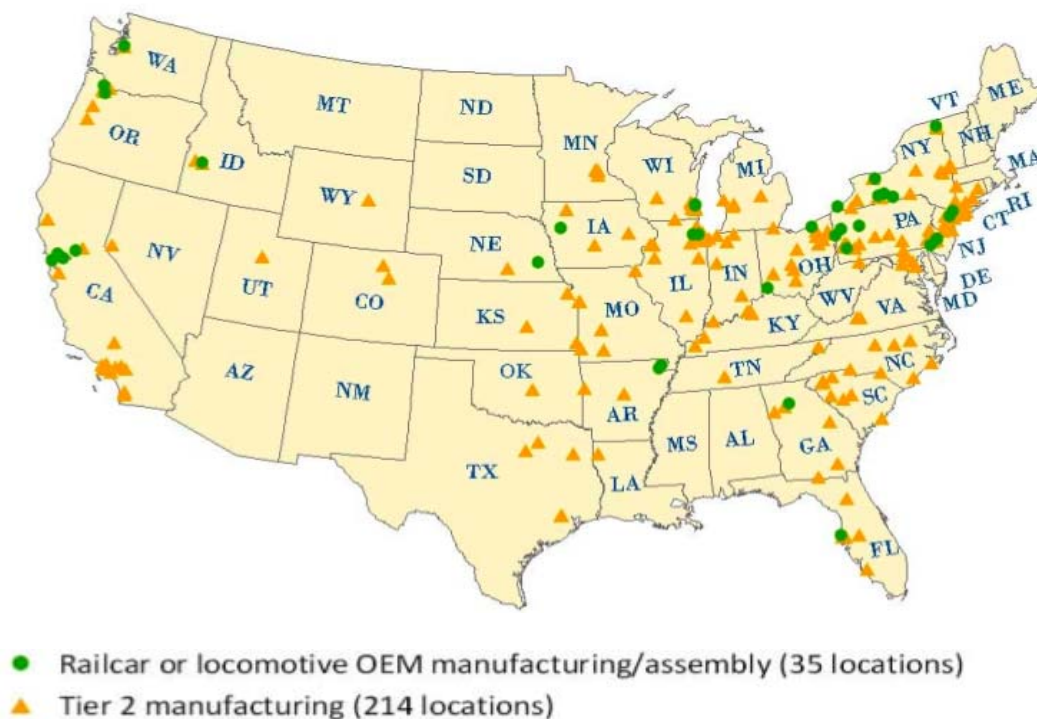 WA
MT
ND
MN
VT
ME
OR
ID
WI
MI
NY
NH
MA
SD
WY
IA
PA
RI
CT
NV
NE
NJ
UT
CO
IL
IN
OH
DE
CA
KS
MO
WV
VA
MD
KY
AZ
NM
OK
TN
NC
AR
SC
MS
AL
GA
TX
LA
FL
Railcar or locomotive OEM manufacturing/assembly (35 locations)
Tier 2 manufacturing (214 locations)